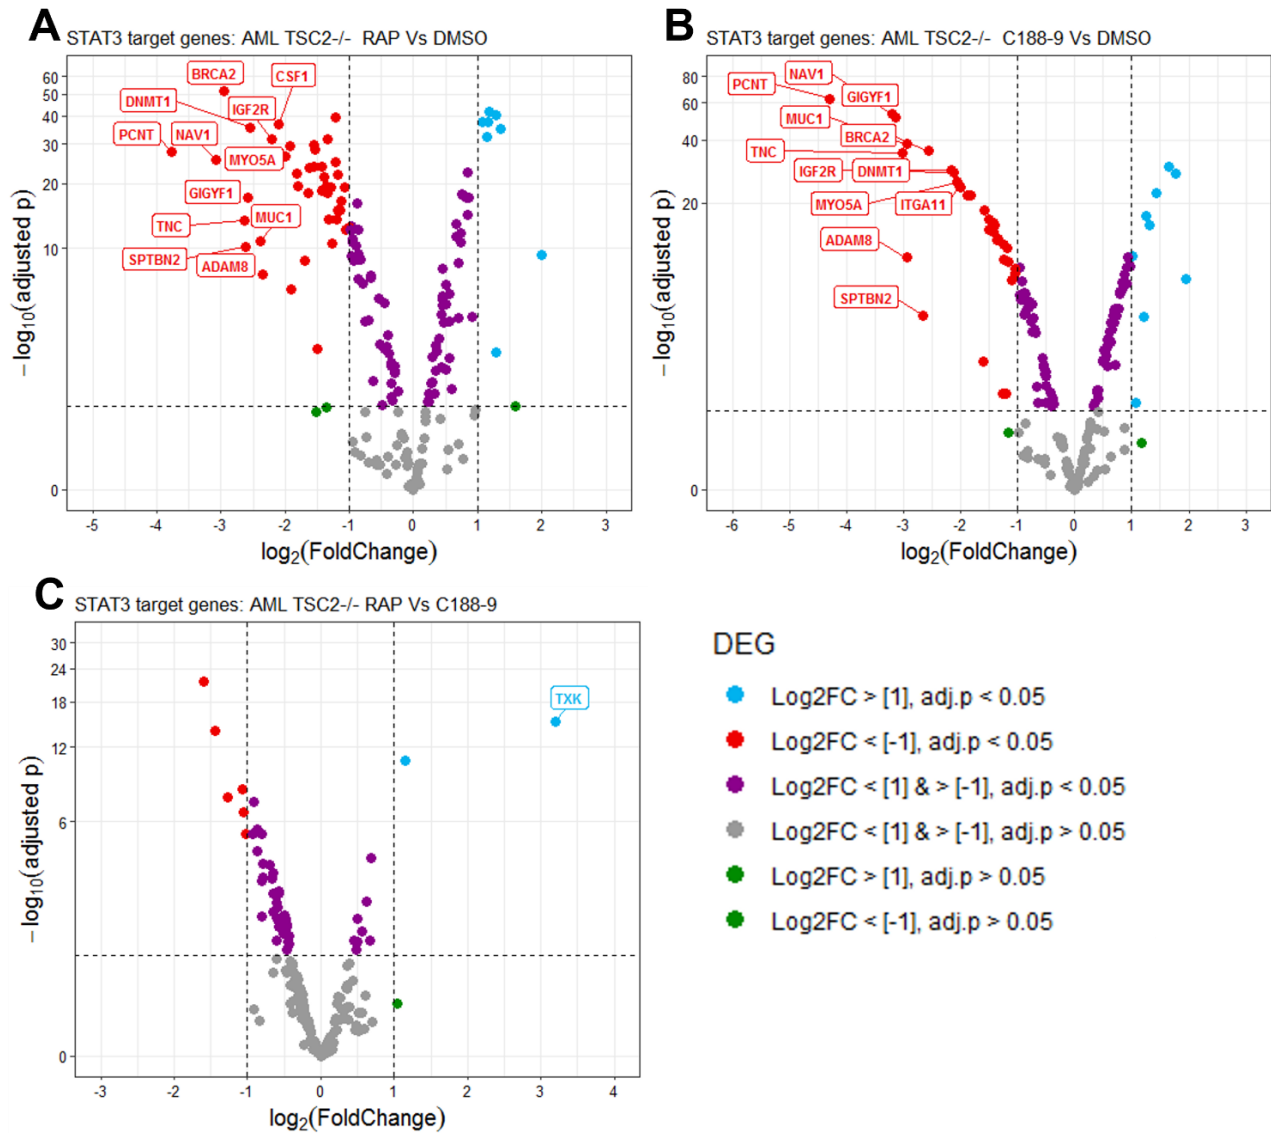 A
STAT3 target genes: AML TSC2-/-  RAP Vs DMSO
BRCA2
CSF1
DNMT1
IGF2R
PCNT
NAV1
MYO5A
GIGYF1
TNC
MUC1
SPTBN2
ADAM8
60
50
40
30
20
10
0
− log10(adjusted p)
-5 -4 -3 -2 -1 0 1 2 3
log2(FoldChange)
B
STAT3 target genes: AML TSC2-/-  C188-9 Vs DMSO
NAV1
PCNT
GIGYF1
MUC1
BRCA2
TNC
IGF2R
DNMT1
MYO5A
ITGA11
ADAM8
SPTBN2
80
60
40
20
0
− log10(adjusted p)
-6 -5 -4 -3 -2 -1 0 1 2 3
log2(FoldChange)
C
STAT3 target genes: AML TSC2-/- RAP Vs C188-9
TXK
30
24
18
12
6
0
− log10(adjusted p)
-3 -2 -1 0 1 2 3 4
log2(FoldChange)
DEG
Log2FC > [1], adj.p < 0.05
Log2FC < [-1], adj.p < 0.05
Log2FC < [1] & > [-1], adj.p < 0.05
Log2FC < [1] & > [-1], adj.p > 0.05
Log2FC > [1], adj.p > 0.05
Log2FC < [-1], adj.p > 0.05